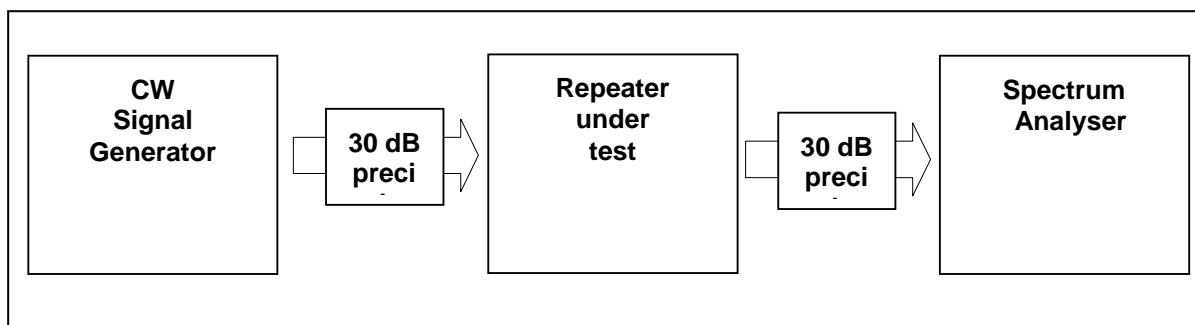 CW
Signal
Generator
30 dB
preci
-
Repeater
under
test
30 dB
preci
-
Spectrum
Analyser